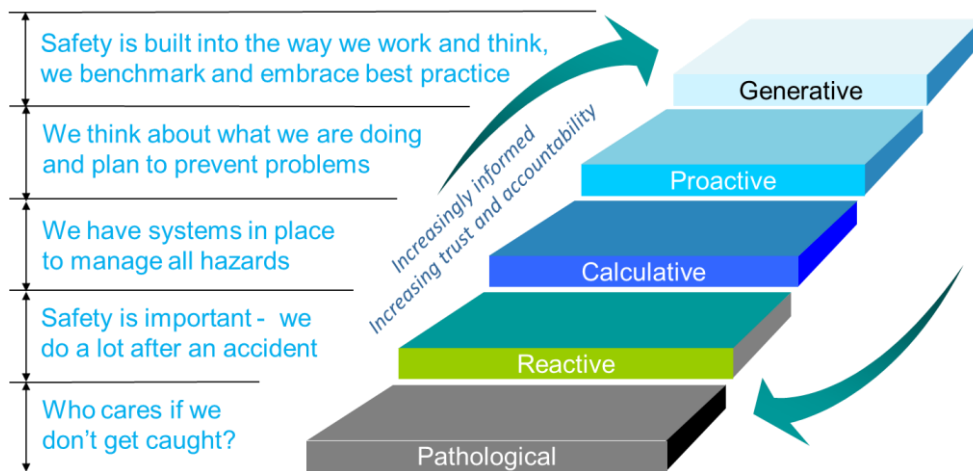 Safety is built into the way we work and think,
we benchmark and embrace best practice
Generative
We think about what we are doing
and plan to prevent problems
Proactive
We have systems in place
to manage all hazards
Calculative
Safety is important - we
do a lot after an accident
Reactive
Who cares if we
don’t get caught?
Pathological
Increasingly informed
Increasing trust and accountability